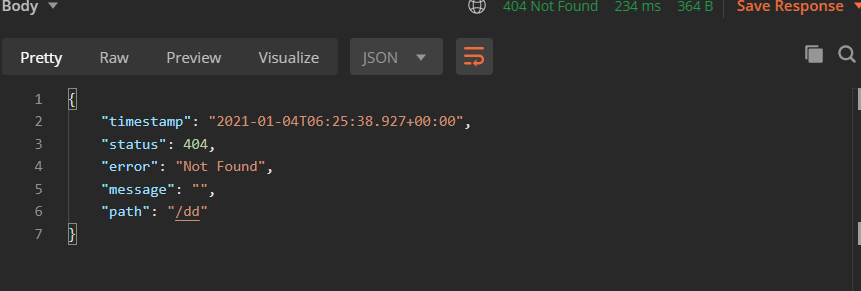 Body 404 Not Found 234 ms 364 B Save Response
Pretty Raw Preview Visualize JSON
1 {
2 "timestamp": "2021-01-04T06:25:38.927+00:00",
3 "status": 404,
4 "error": "Not Found",
5 "message": "",
6 "path": "/dd"
7 }